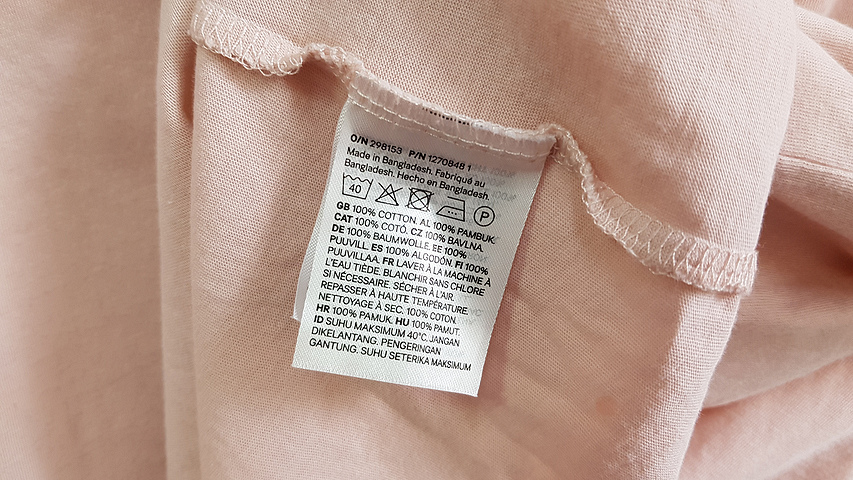 O/N 298153 P/N 1270848 1
Made in Bangladesh. Fabriqué au
Bangladesh. Hecho en Bangladesh.
40 P
GB 100% COTTON. AL 100% PAMBUK.
CAT 100% COTÓ. CZ 100% BAVLNA.
DE 100% BAUMWOLLE. EE 100%
PUUVILL. ES 100% ALGODÓN. FI 100%
PUUVILLAA. FR LAVER À LA MACHINE À
L'EAU TIÈDE. BLANCHIR SANS CHLORE
SI NÉCESSAIRE. SÉCHER À L'AIR.
REPASSER À HAUTE TEMPÉRATURE.
NETTOYAGE À SEC. 100% COTON.
HR 100% PAMUK. HU 100% PAMUT.
ID SUHU MAKSIMUM 40°C. JANGAN
DIKELANTANG. PENGERINGAN
GANTUNG. SUHU SETERIKA MAKSIMUM